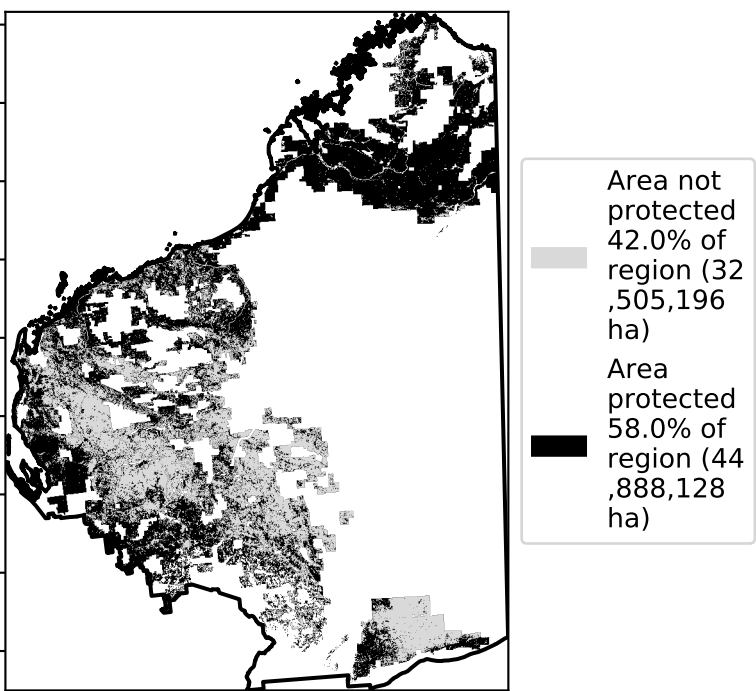 Area not
protected
42.0% of
region (32
,505,196
ha)
Area
protected
58.0% of
region (44
,888,128
ha)